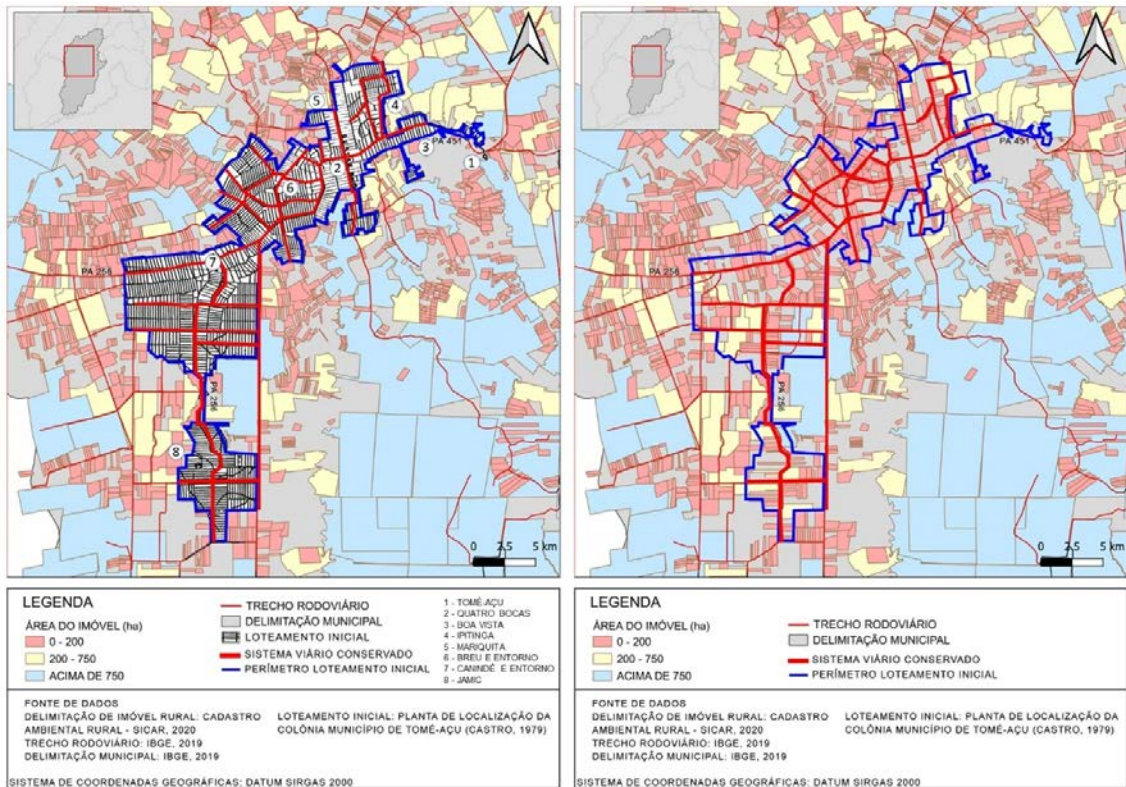 5
4
3
PA 451
1
2
6
PA 256
7
PA 256
8
0 2.5 5 km
LEGENDA
ÁREA DO IMÓVEL (ha)
0 - 200
200 - 750
ACIMA DE 750
TRECHO RODOVIÁRIO
DELIMITAÇÃO MUNICIPAL
LOTEAMENTO INICIAL
SISTEMA VIÁRIO CONSERVADO
PERÍMETRO LOTEAMENTO INICIAL
1 - TOMÉ-AÇU
2 - QUATRO BOCAS
3 - BOA VISTA
4 - IPITINGA
5 - MARIQUITA
6 - BREU E ENTORNO
7 - CANINDÉ E ENTORNO
8 - JAMIC
FONTE DE DADOS
DELIMITAÇÃO DE IMÓVEL RURAL: CADASTRO
AMBIENTAL RURAL - SICAR, 2020
TRECHO RODOVIÁRIO: IBGE, 2019
DELIMITAÇÃO MUNICIPAL: IBGE, 2019
LOTEAMENTO INICIAL: PLANTA DE LOCALIZAÇÃO DA
COLÔNIA MUNICÍPIO DE TOMÉ-AÇU (CASTRO, 1979)
SISTEMA DE COORDENADAS GEOGRÁFICAS: DATUM SIRGAS 2000
PA 451
PA 256
PA 256
0 2.5 5 km
LEGENDA
ÁREA DO IMÓVEL (ha)
0 - 200
200 - 750
ACIMA DE 750
TRECHO RODOVIÁRIO
DELIMITAÇÃO MUNICIPAL
SISTEMA VIÁRIO CONSERVADO
PERÍMETRO LOTEAMENTO INICIAL
FONTE DE DADOS
DELIMITAÇÃO DE IMÓVEL RURAL: CADASTRO
AMBIENTAL RURAL - SICAR, 2020
TRECHO RODOVIÁRIO: IBGE, 2019
DELIMITAÇÃO MUNICIPAL: IBGE, 2019
LOTEAMENTO INICIAL: PLANTA DE LOCALIZAÇÃO DA
COLÔNIA MUNICÍPIO DE TOMÉ-AÇU (CASTRO, 1979)
SISTEMA DE COORDENADAS GEOGRÁFICAS: DATUM SIRGAS 2000